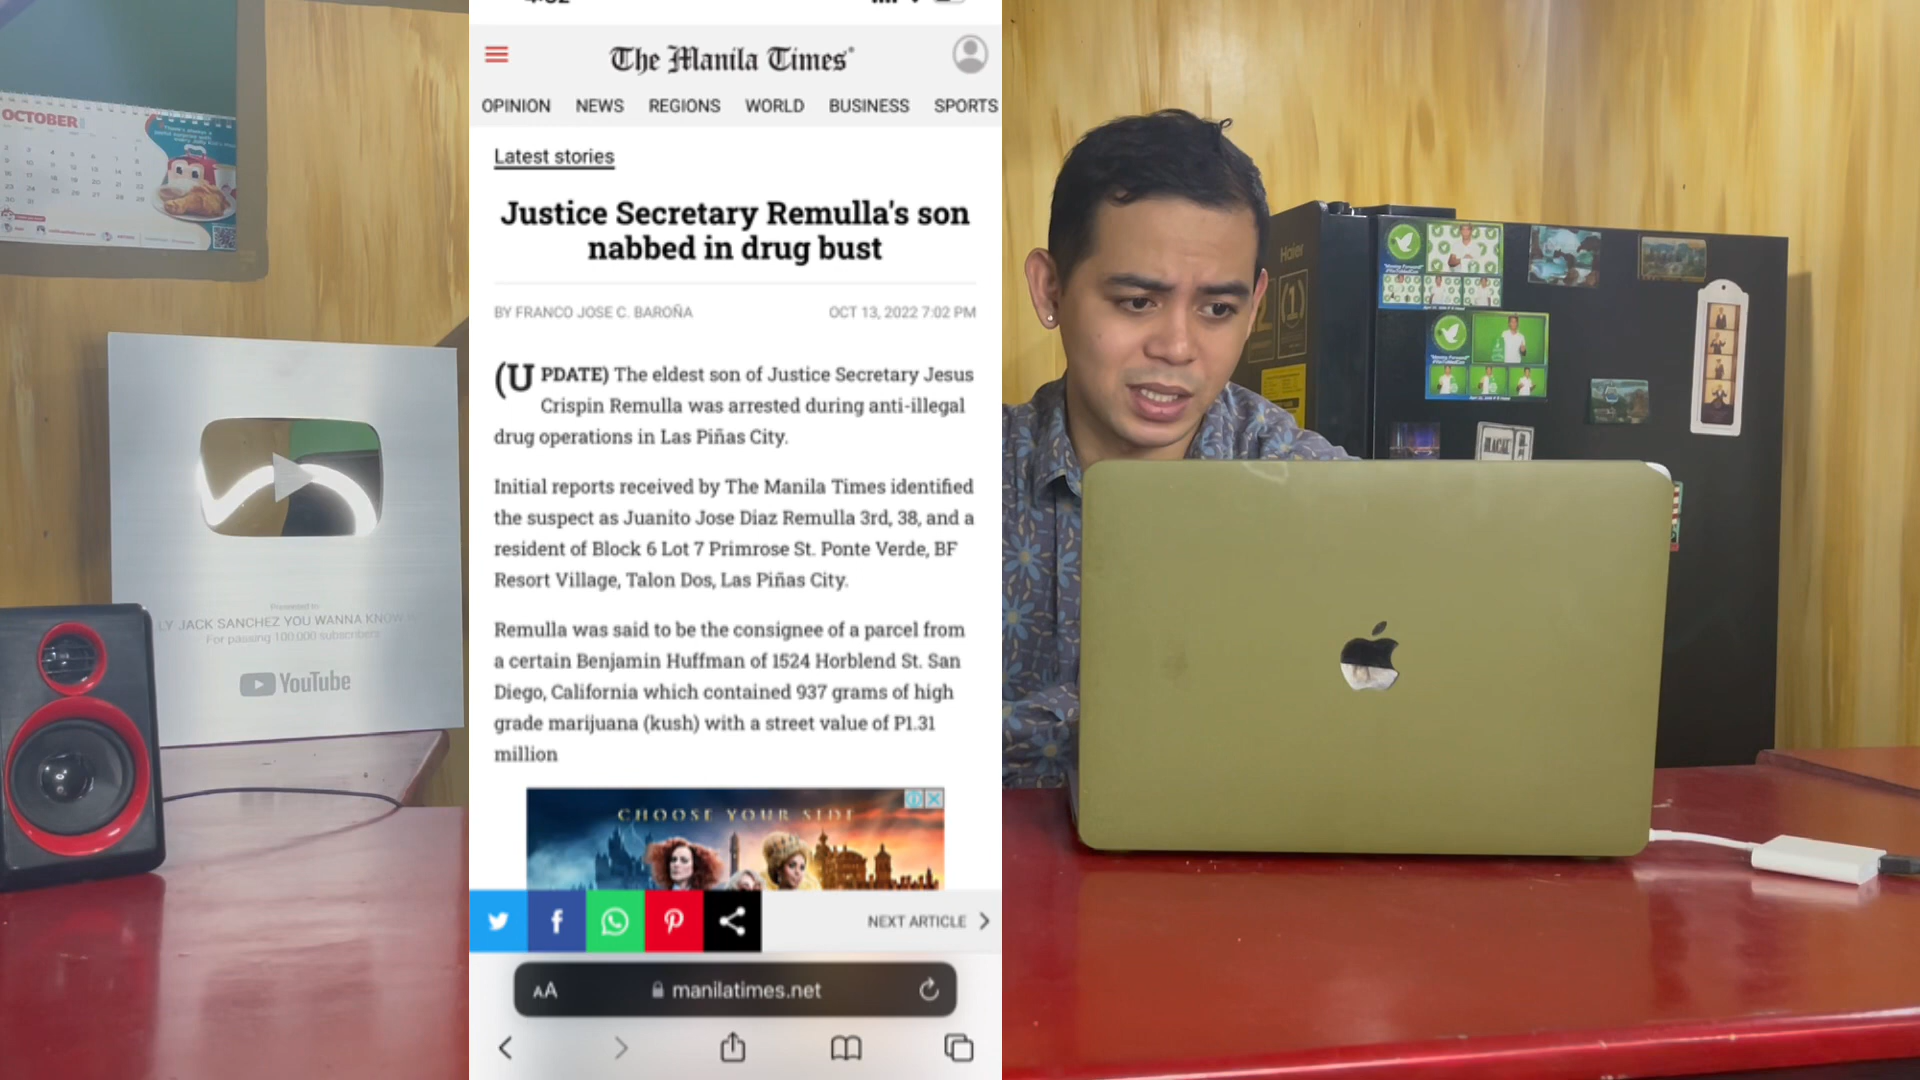 OCTOBER
Presented to
LY JACK SANCHEZ YOU WANNA KNOW
For passing 100,000 subscribers
YouTube
The Manila Times
OPINION NEWS REGIONS WORLD BUSINESS SPORTS
Latest stories
Justice Secretary Remulla's son
nabbed in drug bust
BY FRANCO JOSE C. BAROÑA OCT 13, 2022 7:02 PM
(UPDATE) The eldest son of Justice Secretary Jesus
Crispin Remulla was arrested during anti-illegal
drug operations in Las Piñas City.
Initial reports received by The Manila Times identified
the suspect as Juanito Jose Diaz Remulla 3rd, 38, and a
resident of Block 6 Lot 7 Primrose St. Ponte Verde, BF
Resort Village, Talon Dos, Las Piñas City.
Remulla was said to be the consignee of a parcel from
a certain Benjamin Huffman of 1524 Horblend St. San
Diego, California which contained 937 grams of high
grade marijuana (kush) with a street value of P1.31
million
CHOOSE YOUR SIDE
NEXT ARTICLE
AA manilatimes.net
Haier